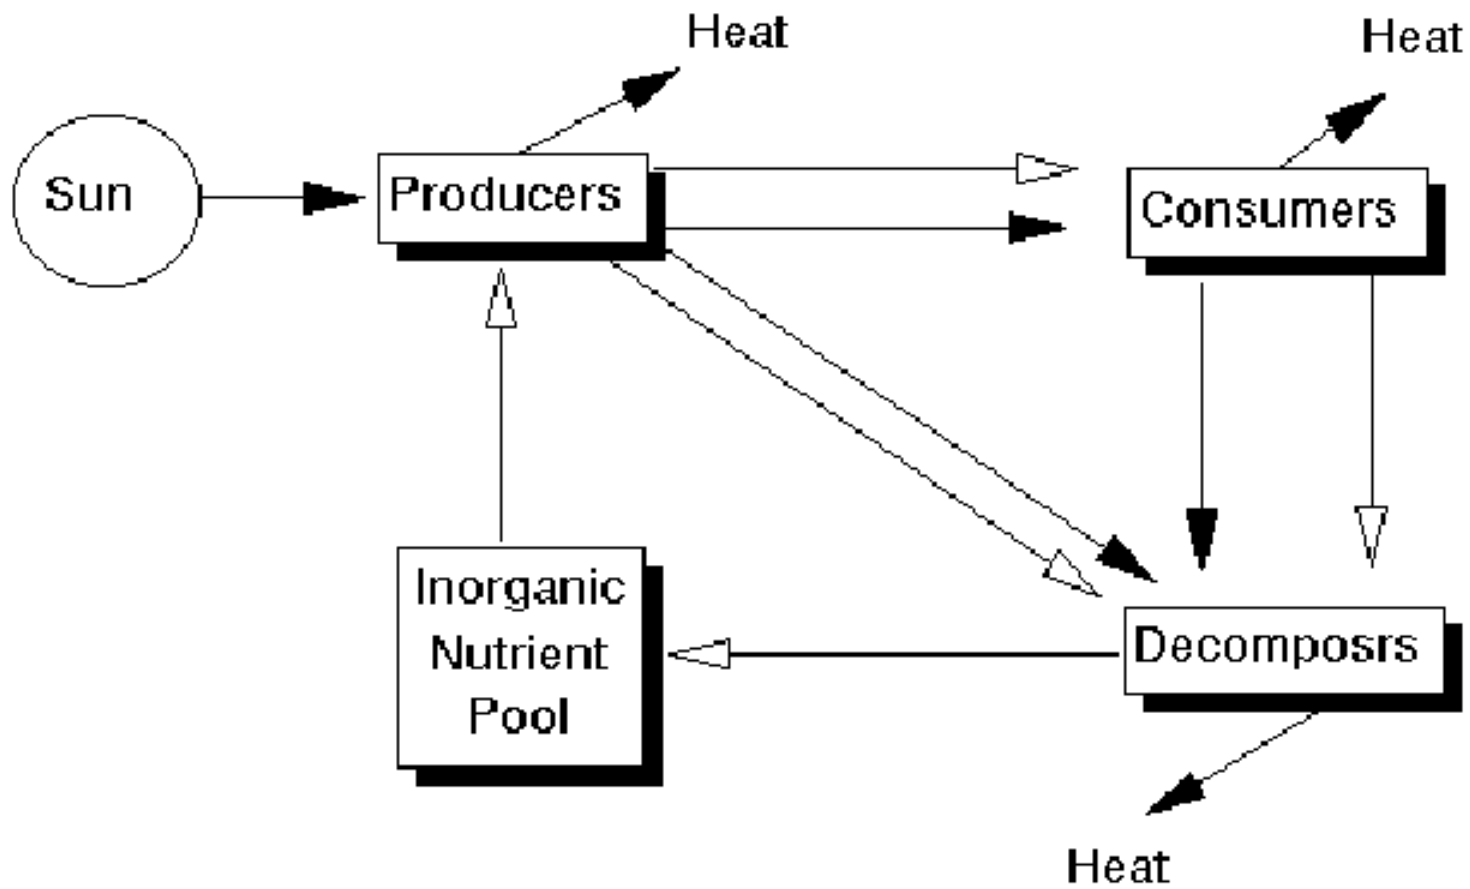 Heat
Heat
Sun
Producers
Consumers
Inorganic
Nutrient
Pool
Decomposrs
Heat